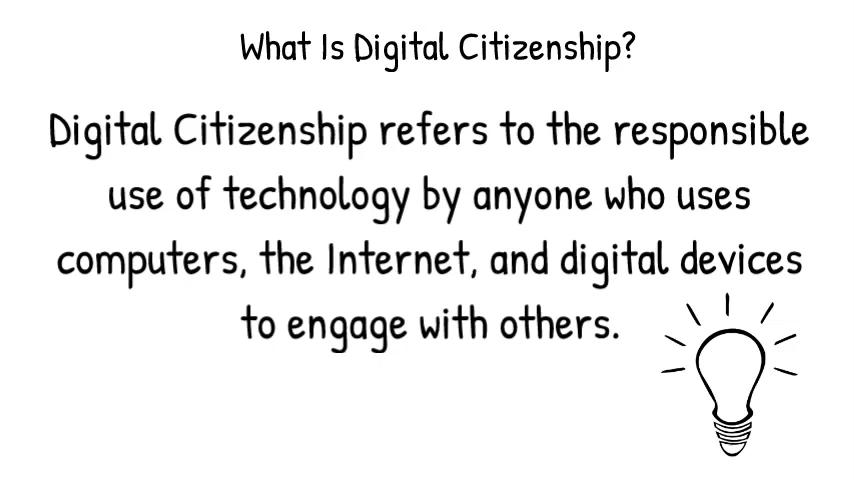 What Is Digital Citizenship?
Digital Citizenship refers to the responsible
use of technology by anyone who uses
computers, the Internet, and digital devices
to engage with others.